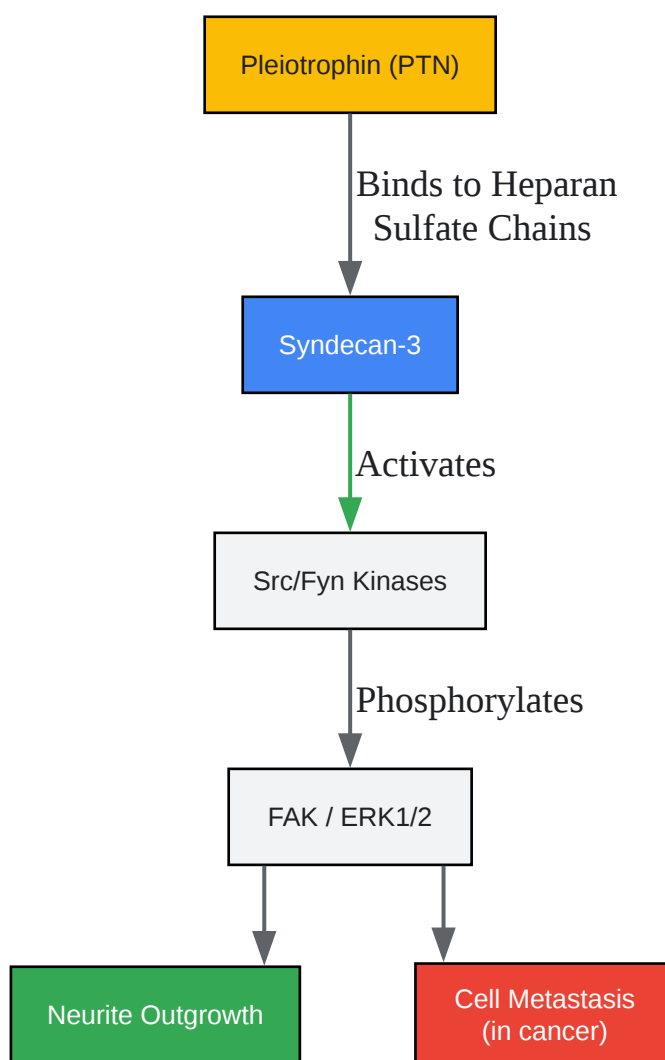 Pleiotrophin (PTN)
Binds to Heparan
Sulfate Chains
Syndecan-3
Activates
Src/Fyn Kinases
Phosphorylates
FAK / ERK1/2
Neurite Outgrowth
Cell Metastasis
(in cancer)